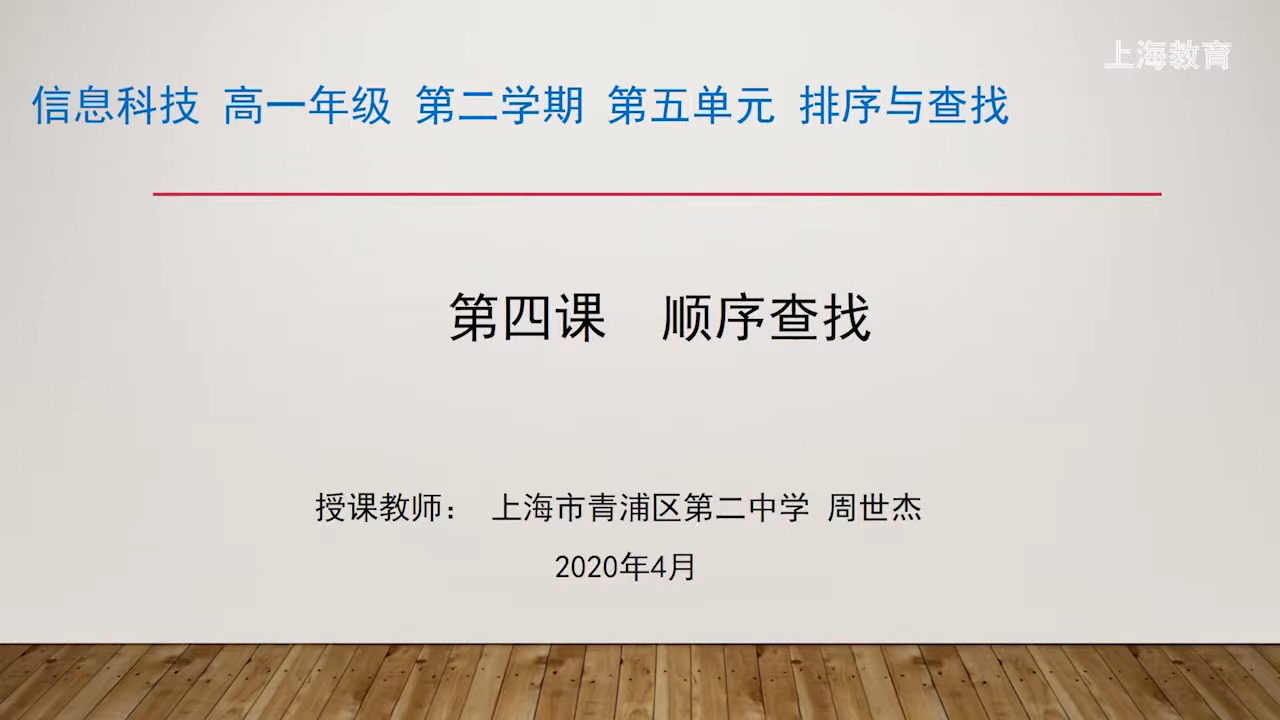 上海教育
信息科技 高一年级 第二学期 第五单元 排序与查找
第四课 顺序查找
授课教师： 上海市青浦区第二中学 周世杰
2020年4月